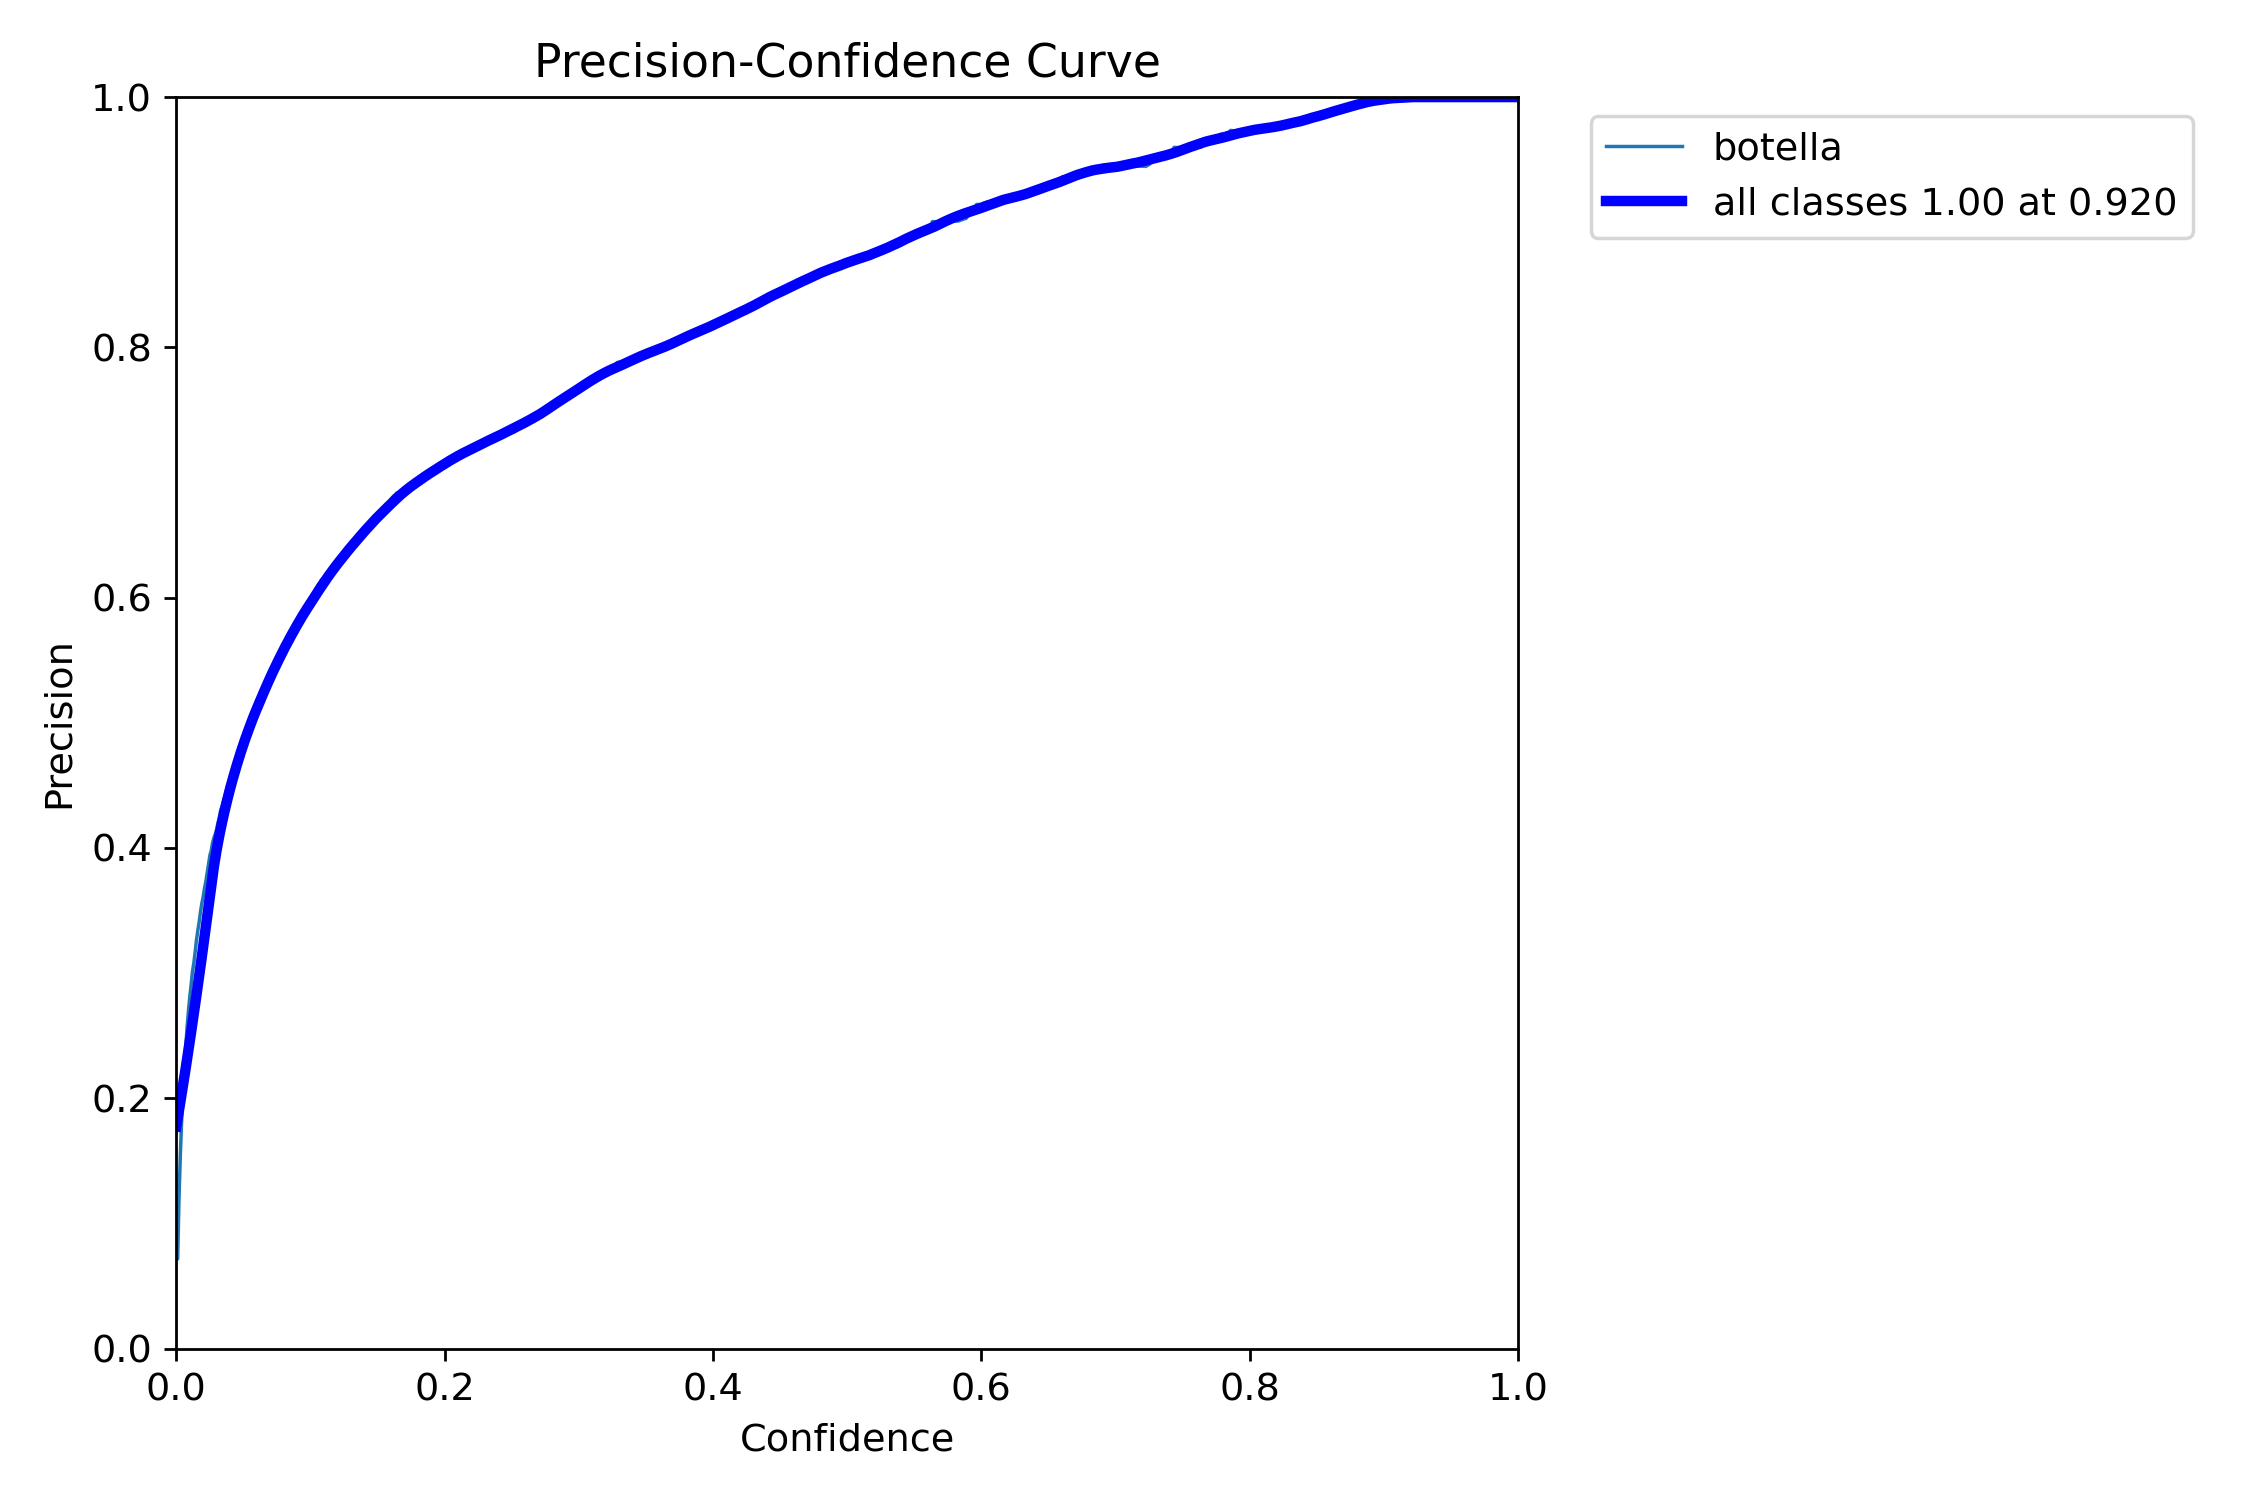 Precision-Confidence Curve
botella
all classes 1.00 at 0.920
1.0
0.8
0.6
0.4
0.2
0.0
Precision
0.0 0.2 0.4 0.6 0.8 1.0
Confidence